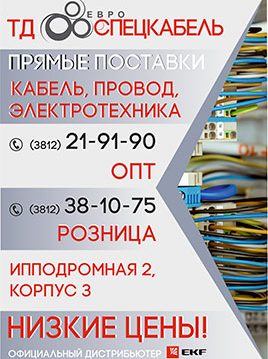 ТД ЕВРО
СПЕЦКАБЕЛЬ
ПРЯМЫЕ ПОСТАВКИ
КАБЕЛЬ, ПРОВОД,
ЭЛЕКТРОТЕХНИКА
(3812) 21-91-90
ОПТ
(3812) 38-10-75
РОЗНИЦА
ИППОДРОМНАЯ 2,
КОРПУС 3
НИЗКИЕ ЦЕНЫ!
ОФИЦИАЛЬНЫЙ ДИСТРИБЬЮТЕР EKF